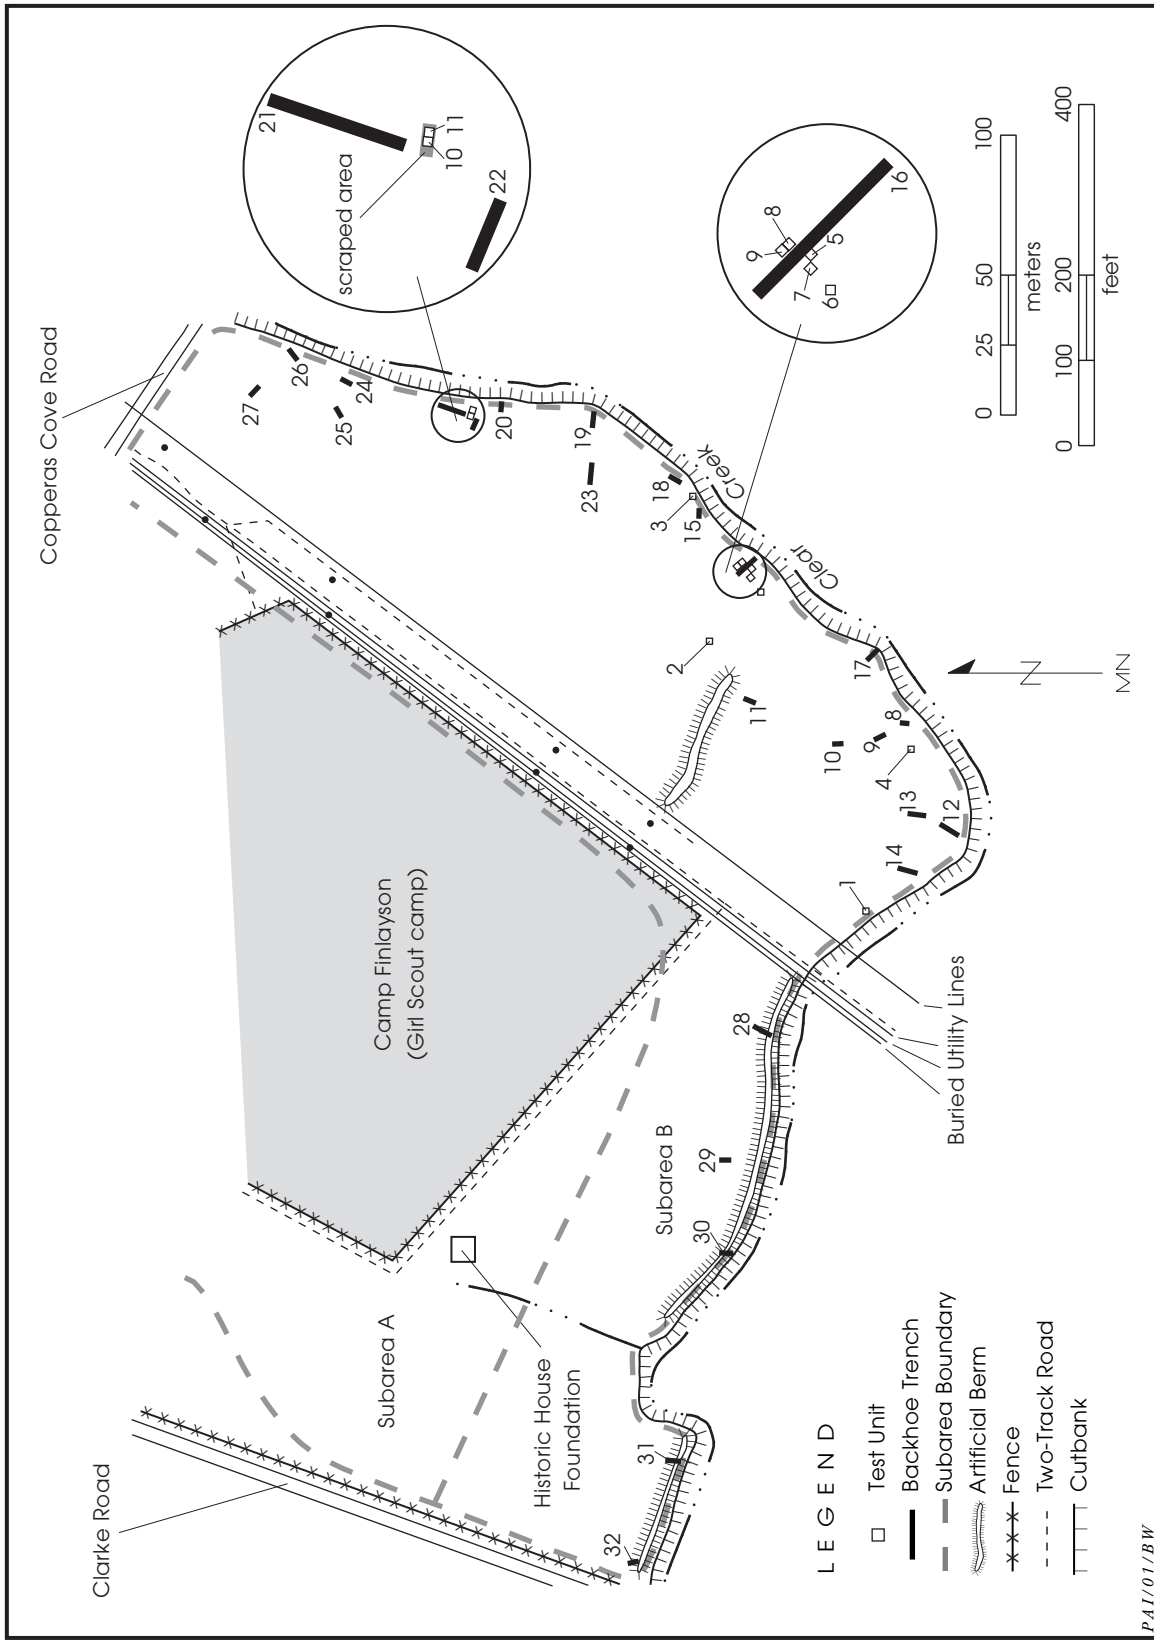 Copperas Cove Road
21
scraped area
10
11
22
27
26
24
25
20
19
23
18
3
15
Creek
Clear
9
8
7
5
6
16
0
25
50
100
meters
0
100
200
400
feet
Camp Finlayson
(Girl Scout camp)
2
11
17
10
9
8
4
13
12
14
1
N
MN
Buried Utility Lines
28
29
Subarea B
30
Subarea A
Historic House
Foundation
31
32
Clarke Road
LEGEND
Test Unit
Backhoe Trench
Subarea Boundary
Artificial Berm
Fence
Two-Track Road
Cutbank
PAI/01/BW